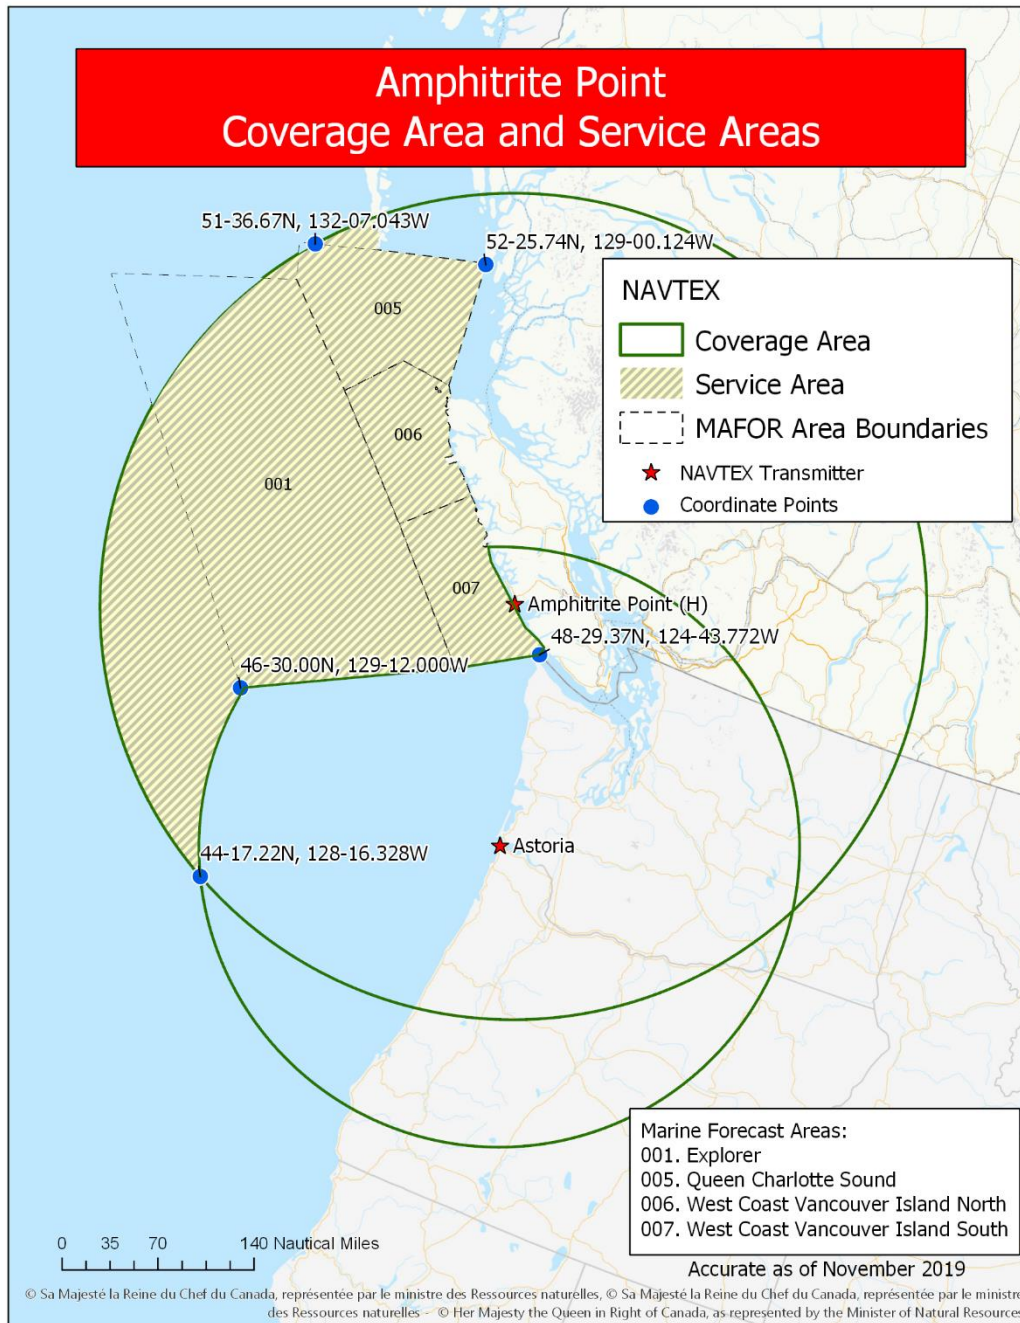 Amphitrite Point
Coverage Area and Service Areas
51-36.67N, 132-07.043W
52-25.74N, 129-00.124W
NAVTEX
Coverage Area
Service Area
MAFOR Area Boundaries
NAVTEX Transmitter
Coordinate Points
005
006
001
007
Amphitrite Point (H)
48-29.37N, 124-43.772W
46-30.00N, 129-12.000W
44-17.22N, 128-16.328W
Astoria
Marine Forecast Areas:
001. Explorer
005. Queen Charlotte Sound
006. West Coast Vancouver Island North
007. West Coast Vancouver Island South
0 35 70 140 Nautical Miles
Accurate as of November 2019
© Sa Majesté la Reine du Chef du Canada, représentée par le ministre des Ressources naturelles, © Sa Majesté la Reine du Chef du Canada, représentée par le ministre
des Ressources naturelles - © Her Majesty the Queen in Right of Canada, as represented by the Minister of Natural Resources